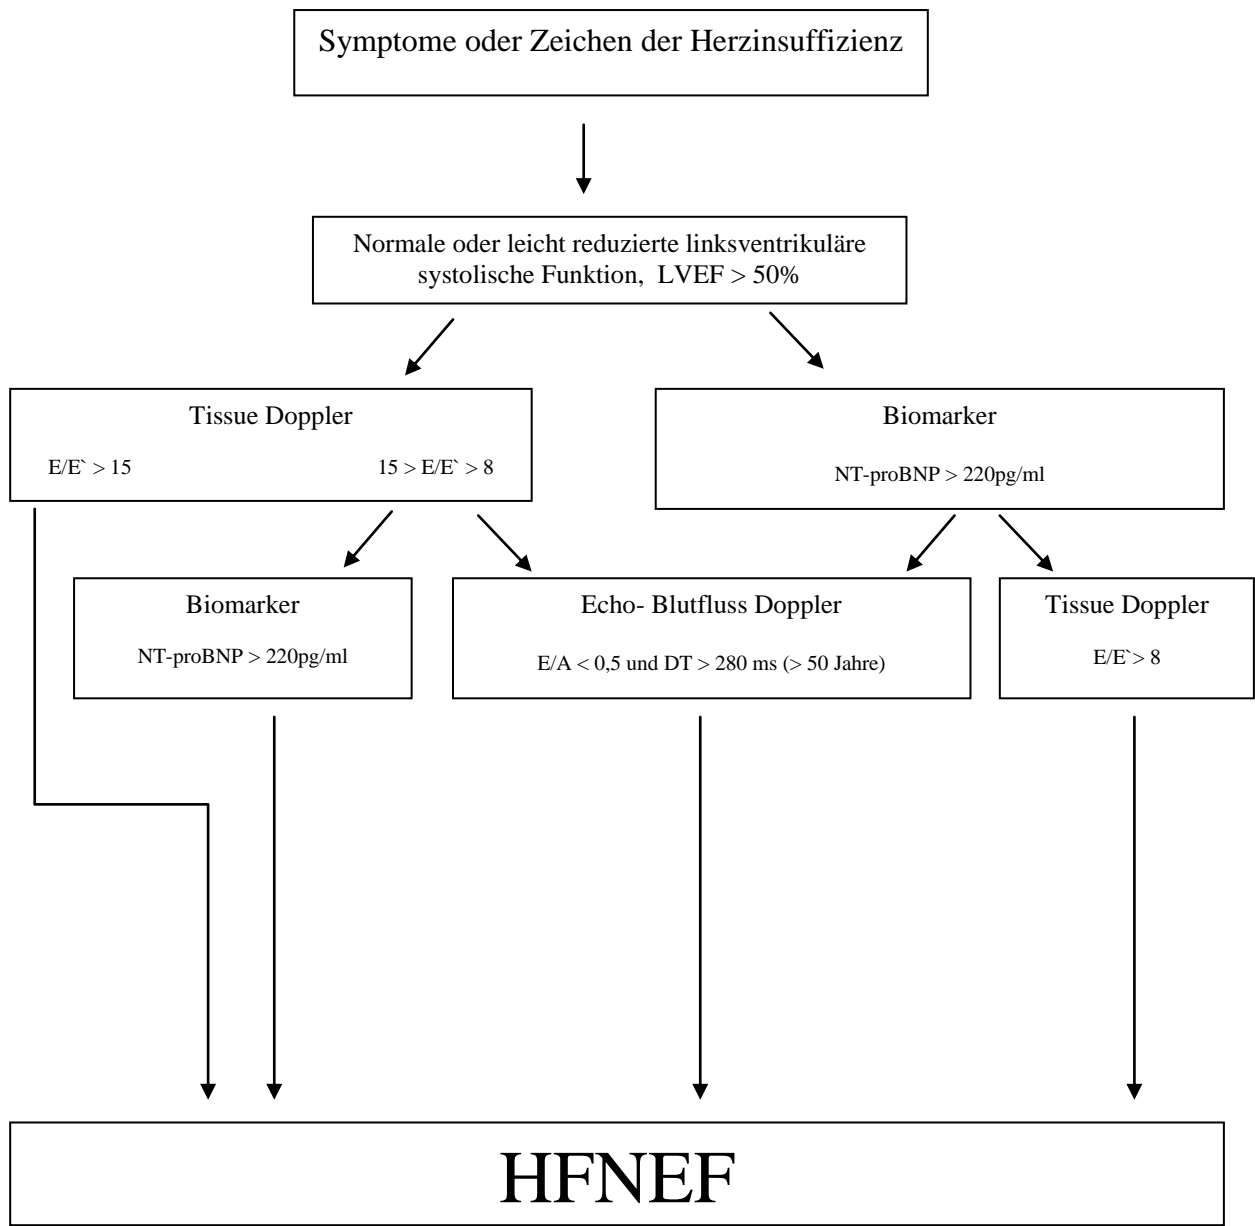 Symptome oder Zeichen der Herzinsuffizienz
Normale oder leicht reduzierte linksventrikuläre
systolische Funktion,  LVEF > 50%
Tissue Doppler
E/E` > 15
15 > E/E` > 8
Biomarker
NT-proBNP > 220pg/ml
Biomarker
NT-proBNP > 220pg/ml
Echo- Blutfluss Doppler
E/A < 0,5 und DT > 280 ms (> 50 Jahre)
Tissue Doppler
E/E`> 8
HFNEF